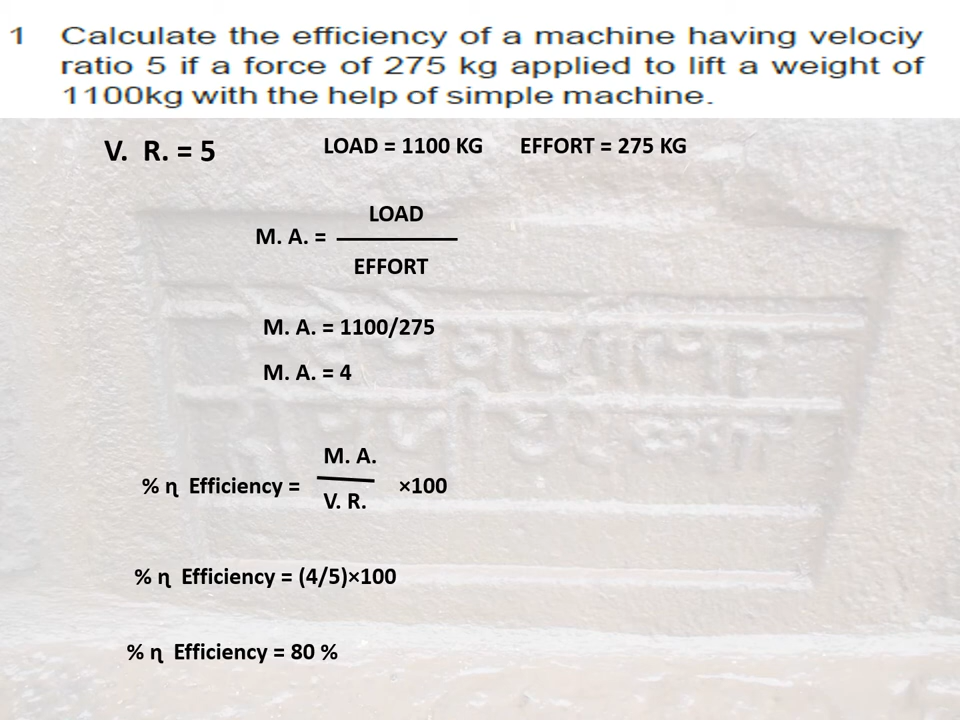 1 Calculate the efficiency of a machine having velociy
ratio 5 if a force of 275 kg applied to lift a weight of
1100kg with the help of simple machine.
V. R. = 5 LOAD = 1100 KG EFFORT = 275 KG
LOAD
M. A. =
EFFORT
M. A. = 1100/275
M. A. = 4
M. A.
% η Efficiency = ×100
V. R.
% η Efficiency = (4/5)×100
% η Efficiency = 80 %